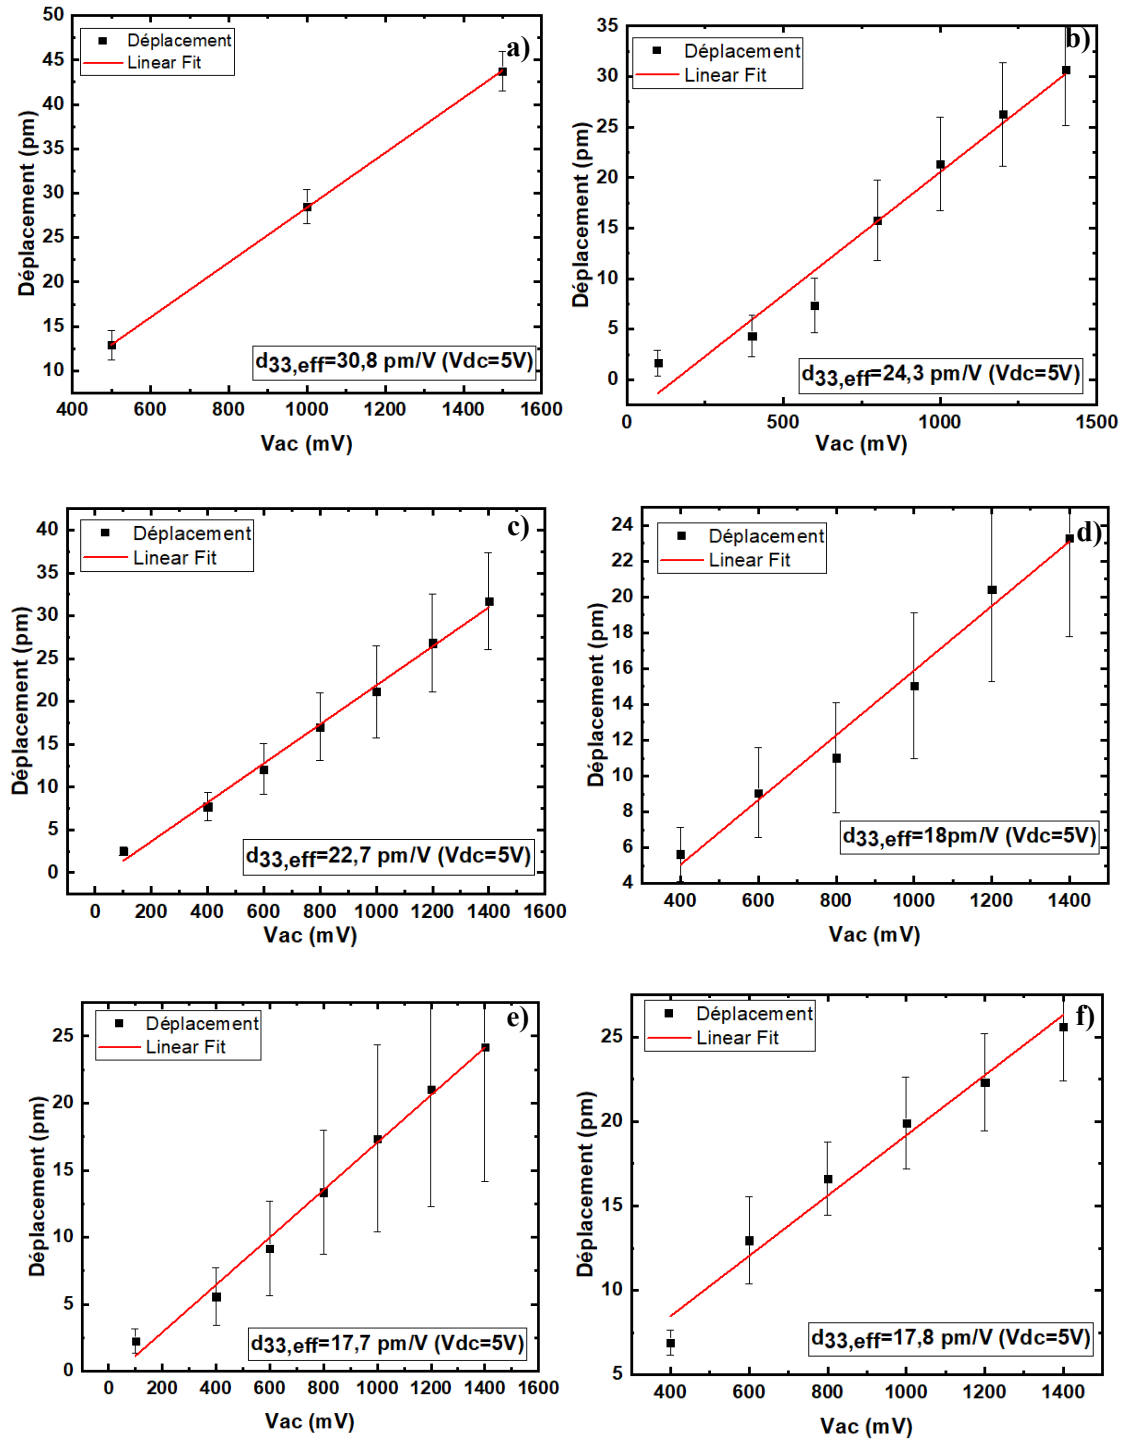 a)
Déplacement
Linear Fit
50
45
40
35
30
25
20
15
10
Déplacement (pm)
d33,eff=30,8 pm/V (Vdc=5V)
400 600 800 1000 1200 1400 1600
Vac (mV)
b)
Déplacement
Linear Fit
35
30
25
20
15
10
5
0
Déplacement (pm)
d33,eff=24,3 pm/V (Vdc=5V)
0 500 1000 1500
Vac (mV)
c)
Déplacement
Linear Fit
40
35
30
25
20
15
10
5
0
Déplacement (pm)
d33,eff=22,7 pm/V (Vdc=5V)
0 200 400 600 800 1000 1200 1400 1600
Vac (mV)
d)
Déplacement
Linear Fit
24
22
20
18
16
14
12
10
8
6
4
Déplacement (pm)
d33,eff=18pm/V (Vdc=5V)
400 600 800 1000 1200 1400
Vac (mV)
e)
Déplacement
Linear Fit
25
20
15
10
5
0
Déplacement (pm)
d33,eff=17,7 pm/V (Vdc=5V)
0 200 400 600 800 1000 1200 1400 1600
Vac (mV)
f)
Déplacement
Linear Fit
25
20
15
10
5
Déplacement (pm)
d33,eff=17,8 pm/V (Vdc=5V)
400 600 800 1000 1200 1400
Vac (mV)